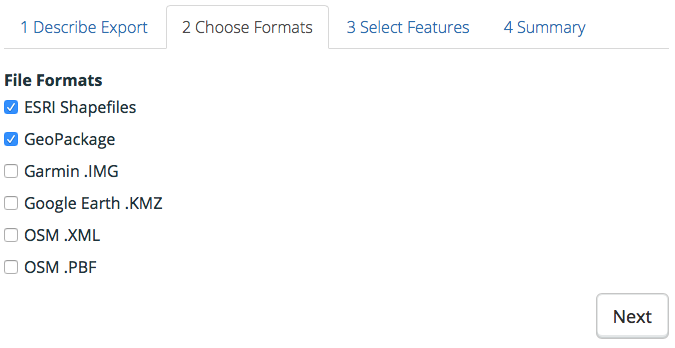 1 Describe Export 2 Choose Formats 3 Select Features 4 Summary
File Formats
ESRI Shapefiles
GeoPackage
Garmin .IMG
Google Earth .KMZ
OSM .XML
OSM .PBF
Next